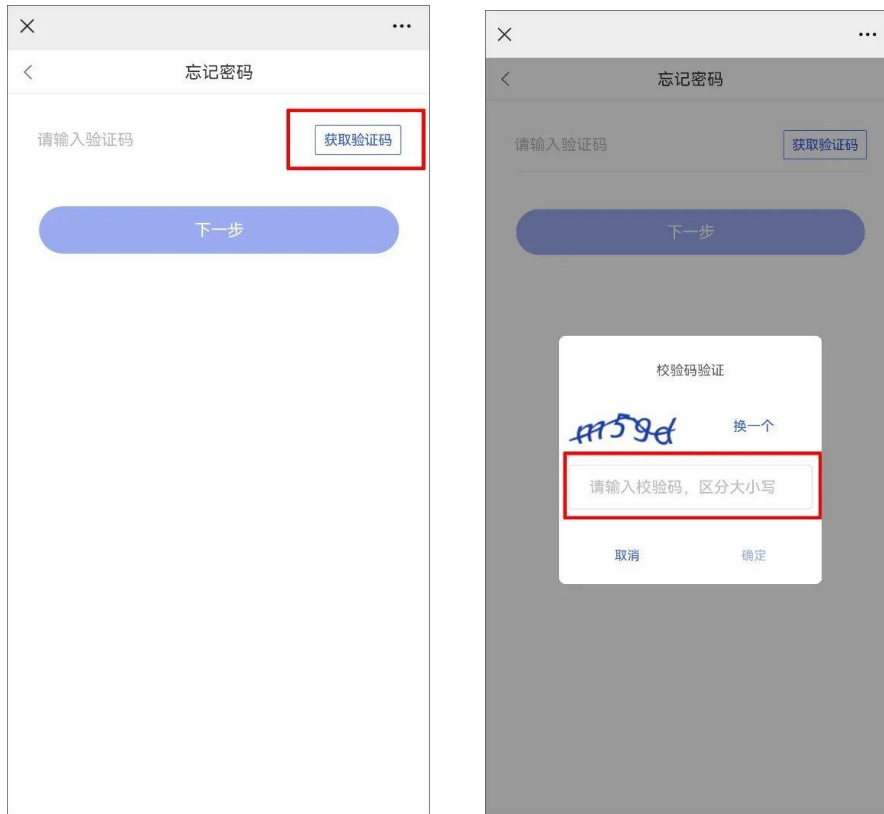 忘记密码
请输入验证码
获取验证码
下一步
忘记密码
请输入验证码
获取验证码
下一步
校验码验证
m59d
换一个
请输入校验码，区分大小写
取消
确定